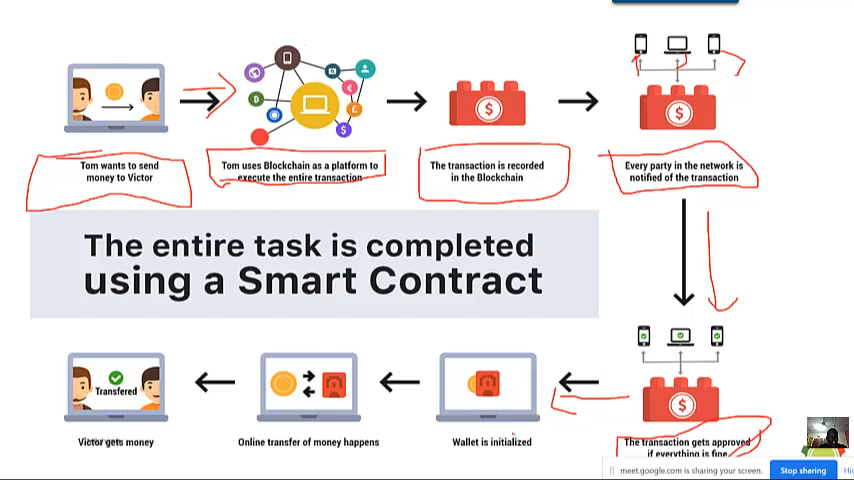 Tom wants to send
money to Victor
Tom uses Blockchain as a platform to
execute the entire transaction
The transaction is recorded
in the Blockchain
Every party in the network is
notified of the transaction
The entire task is completed
using a Smart Contract
Transfered
Victor gets money
Online transfer of money happens
Wallet is initialized
The transaction gets approved
if everything is fine
meet.google.com is sharing your screen.
Stop sharing
Hi